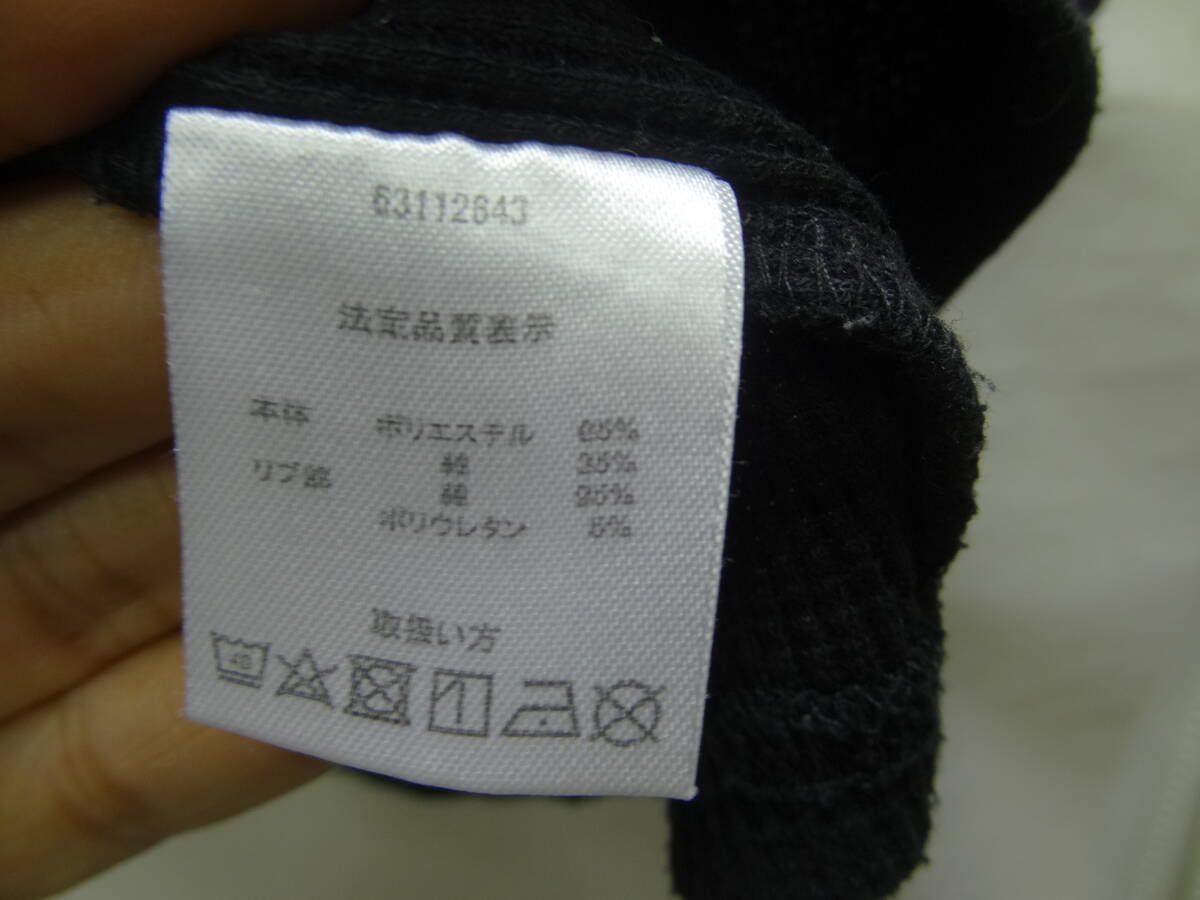 63112643
法定品質表示
本体 ポリエステル 65%
綿 35%
リブ部 綿 95%
ポリウレタン 5%
取扱い方
40